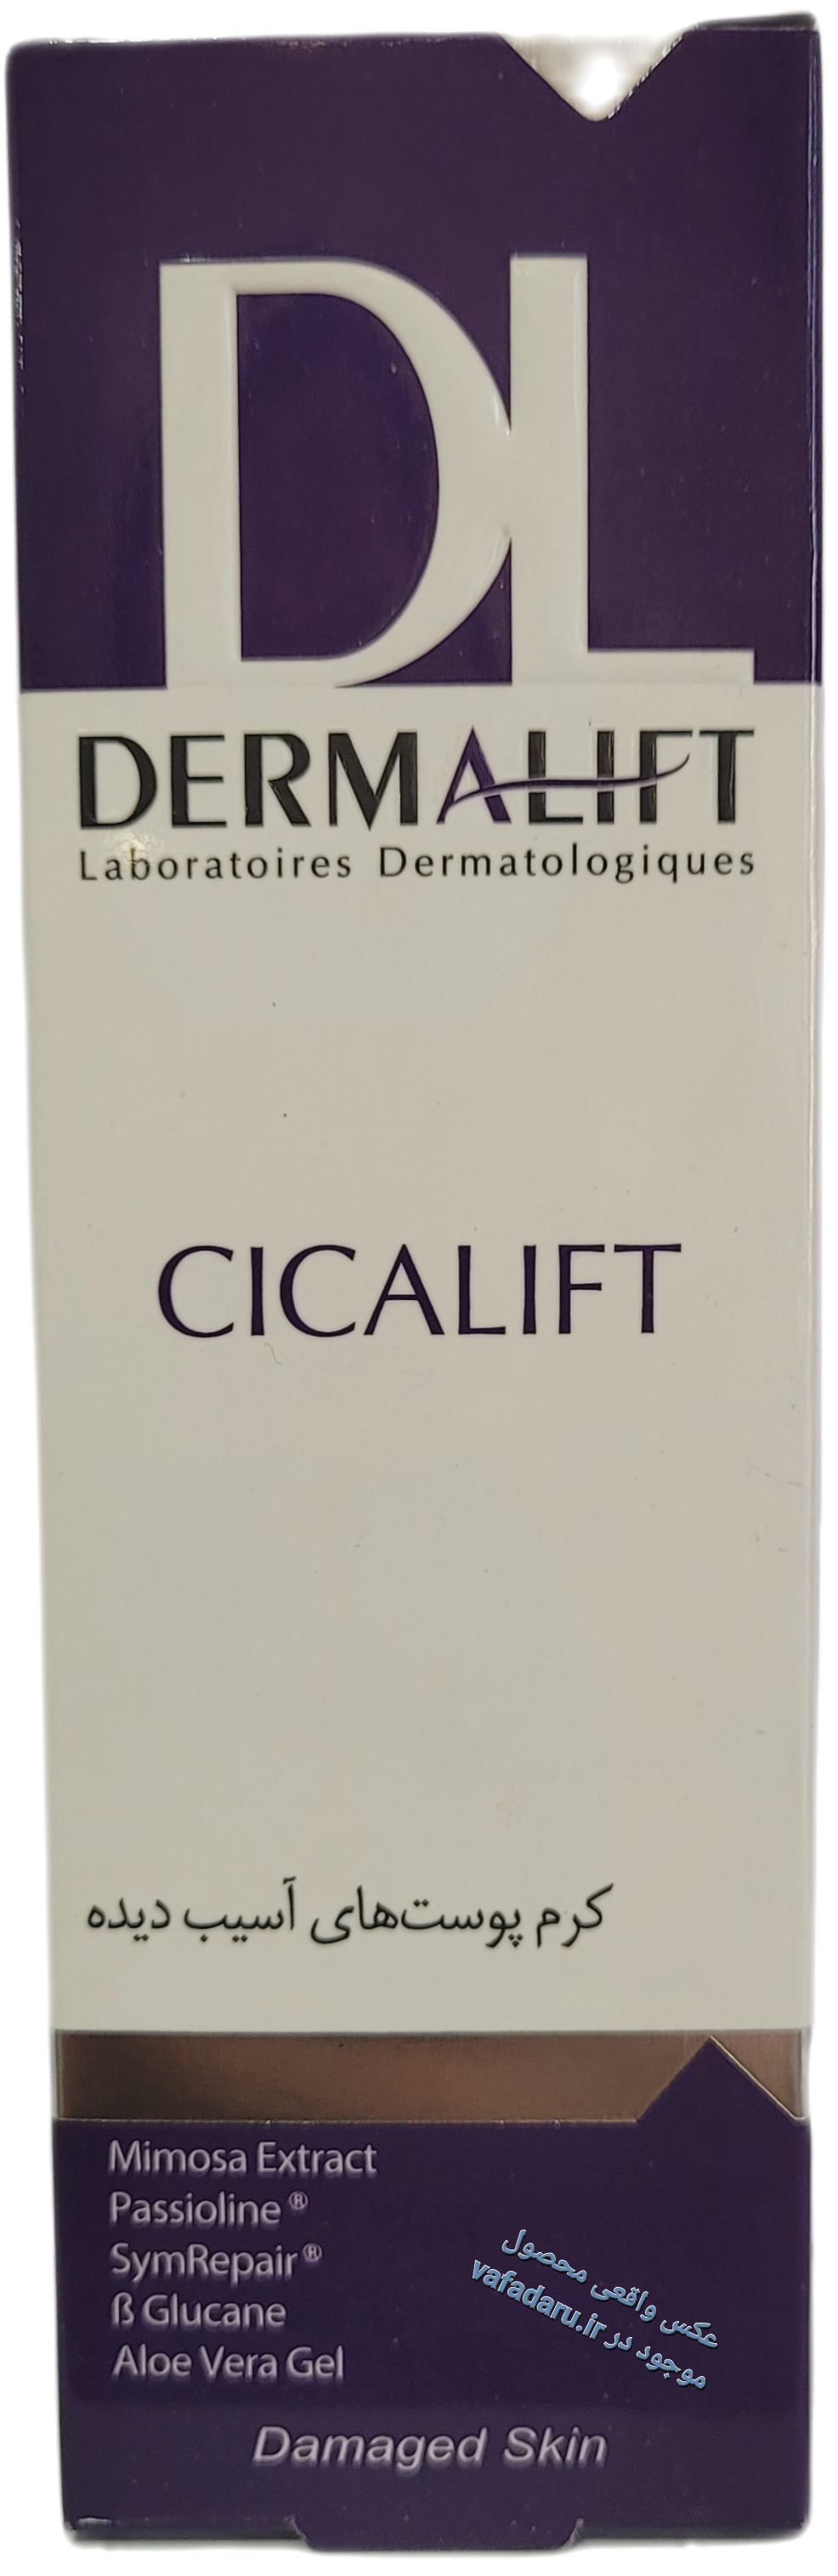 DL
DERMALIFT
Laboratoires Dermatologiques
CICALIFT
کرم پوست‌های آسیب دیده
Mimosa Extract
Passioline®
SymRepair®
ß Glucane
Aloe Vera Gel
عکس واقعی محصول
موجود در vafadaru.ir
Damaged Skin